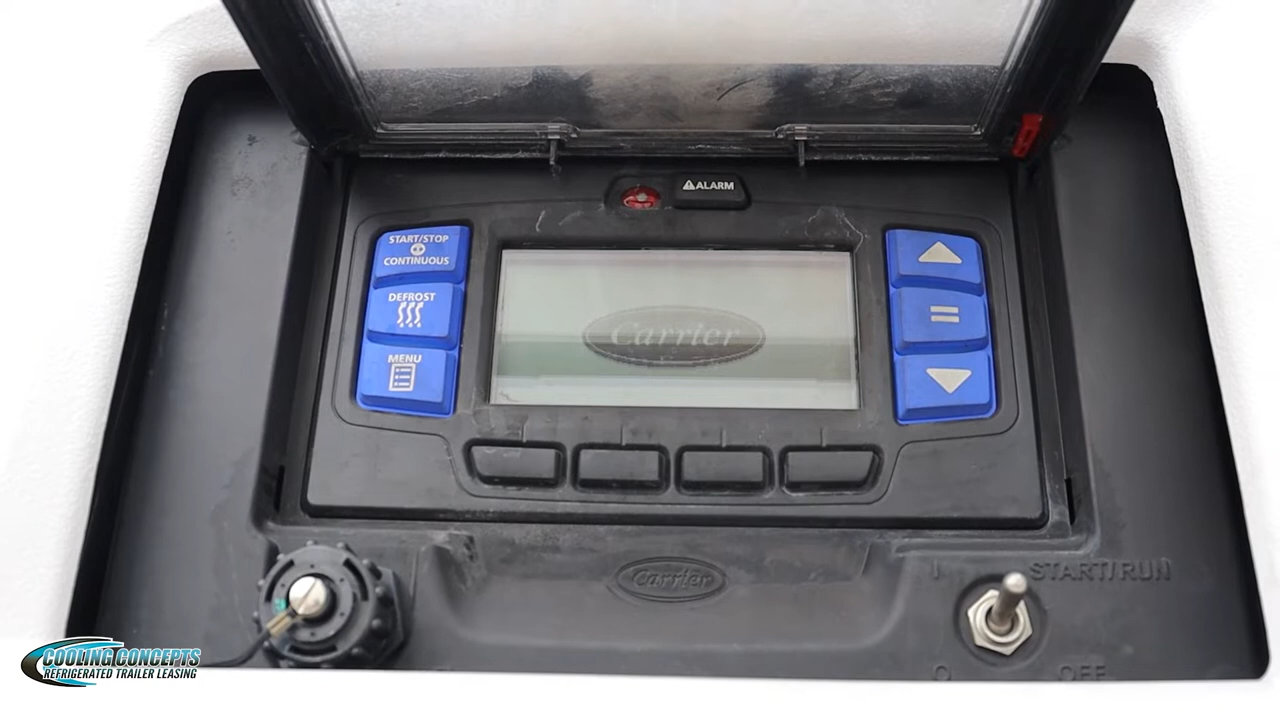 ⚠ALARM
START/STOP
CONTINUOUS
DEFROST
MENU
Carrier
=
Carrier
I START/RUN
O OFF
COOLING CONCEPTS
REFRIGERATED TRAILER LEASING